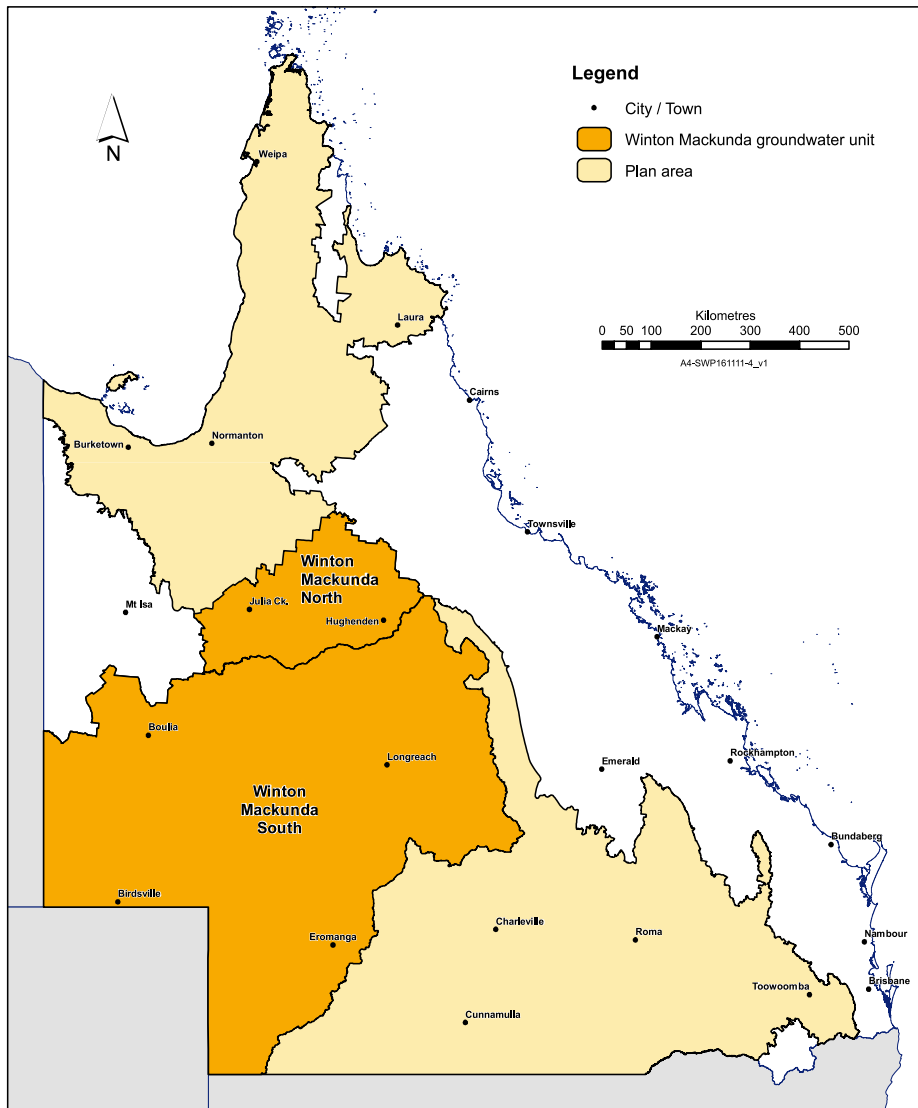 Legend
City / Town
Winton Mackunda groundwater unit
Plan area
N
Weipa
Laura
Kilometres
0 50 100 200 300 400 500
A4-SWP161111-4_v1
Cairns
Normanton
Burketown
Townsville
Winton
Mackunda
North
Julia Ck.
Mt Isa
Hughenden
Mackay
Boulia
Longreach
Emerald
Rockhampton
Winton
Mackunda
South
Bundaberg
Birdsville
Charleville
Roma
Eromanga
Nambour
Toowoomba
Brisbane
Cunnamulla